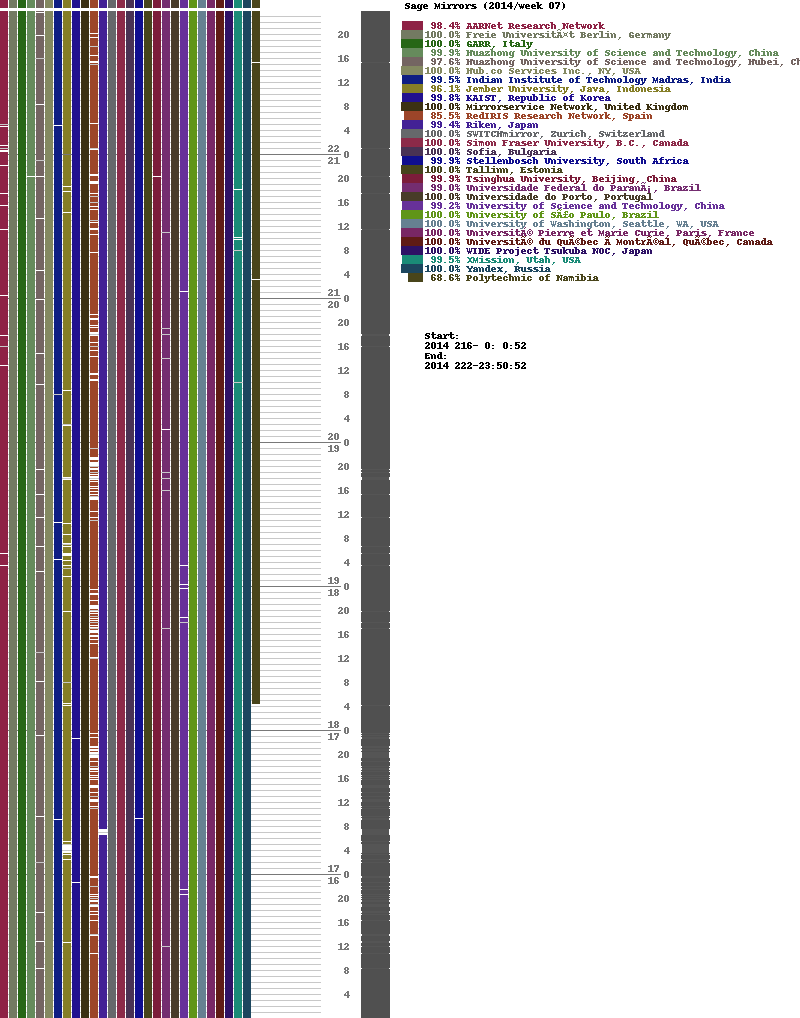 Sage Mirrors (2014/week 07)
98.4% AARNet Research Network
100.0% Freie UniversitÃ¤t Berlin, Germany
100.0% GARR, Italy
99.9% Huazhong University of Science and Technology, China
97.6% Huazhong University of Science and Technology, Hubei, Ch
100.0% Hub.co Services Inc., NY, USA
99.5% Indian Institute of Technology Madras, India
96.1% Jember University, Java, Indonesia
99.8% KAIST, Republic of Korea
100.0% Mirrorservice Network, United Kingdom
85.5% RedIRIS Research Network, Spain
99.4% Riken, Japan
100.0% SWITCHmirror, Zurich, Switzerland
100.0% Simon Fraser University, B.C., Canada
100.0% Sofia, Bulgaria
99.9% Stellenbosch University, South Africa
100.0% Tallinn, Estonia
99.9% Tsinghua University, Beijing, China
99.0% Universidade Federal do ParanÃ¡, Brazil
100.0% Universidade do Porto, Portugal
99.2% University of Science and Technology, China
100.0% University of SÃ£o Paulo, Brazil
100.0% University of Washington, Seattle, WA, USA
100.0% UniversitÃ© Pierre et Marie Curie, Paris, France
100.0% UniversitÃ© du QuÃ©bec A MontrÃ©al, QuÃ©bec, Canada
100.0% WIDE Project Tsukuba NOC, Japan
99.5% XMission, Utah, USA
100.0% Yandex, Russia
68.6% Polytechnic of Namibia
Start:
2014 216- 0: 0:52
End:
2014 222-23:50:52
20
16
12
8
4
22
0
21
20
16
12
8
4
21
0
20
20
16
12
8
4
20
0
19
20
16
12
8
4
19
0
18
20
16
12
8
4
18
0
17
20
16
12
8
4
17
0
16
20
16
12
8
4